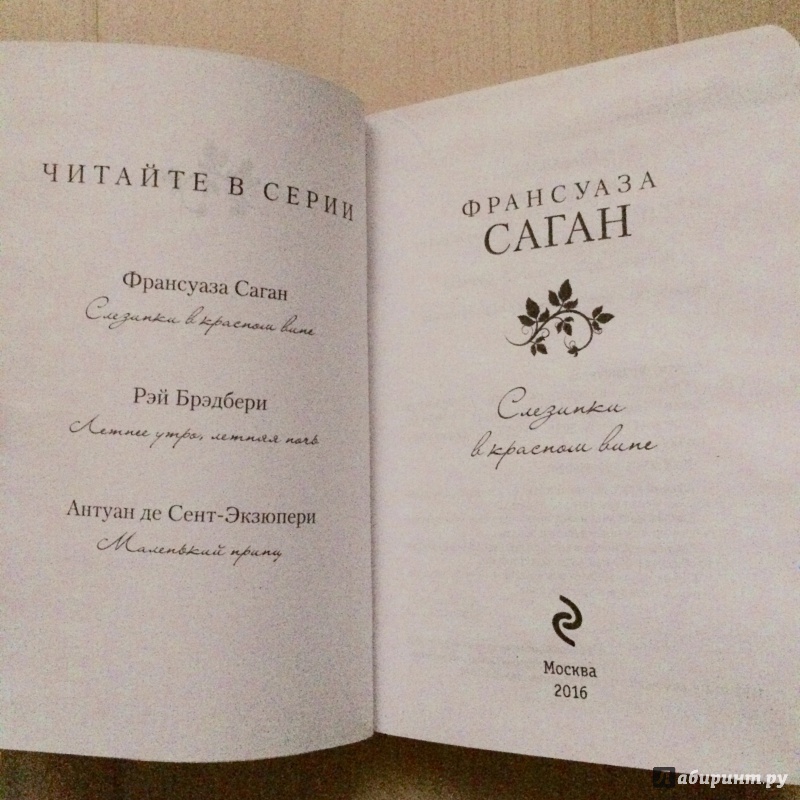 ЧИТАЙТЕ В СЕРИИ
Франсуаза Саган
Слезинки в красном вине
Рэй Брэдбери
Летнее утро, летняя ночь
Антуан де Сент-Экзюпери
Маленький принц
ФРАНСУАЗА
САГАН
Слезинки
в красном вине
Москва
2016
Лабиринт.ру